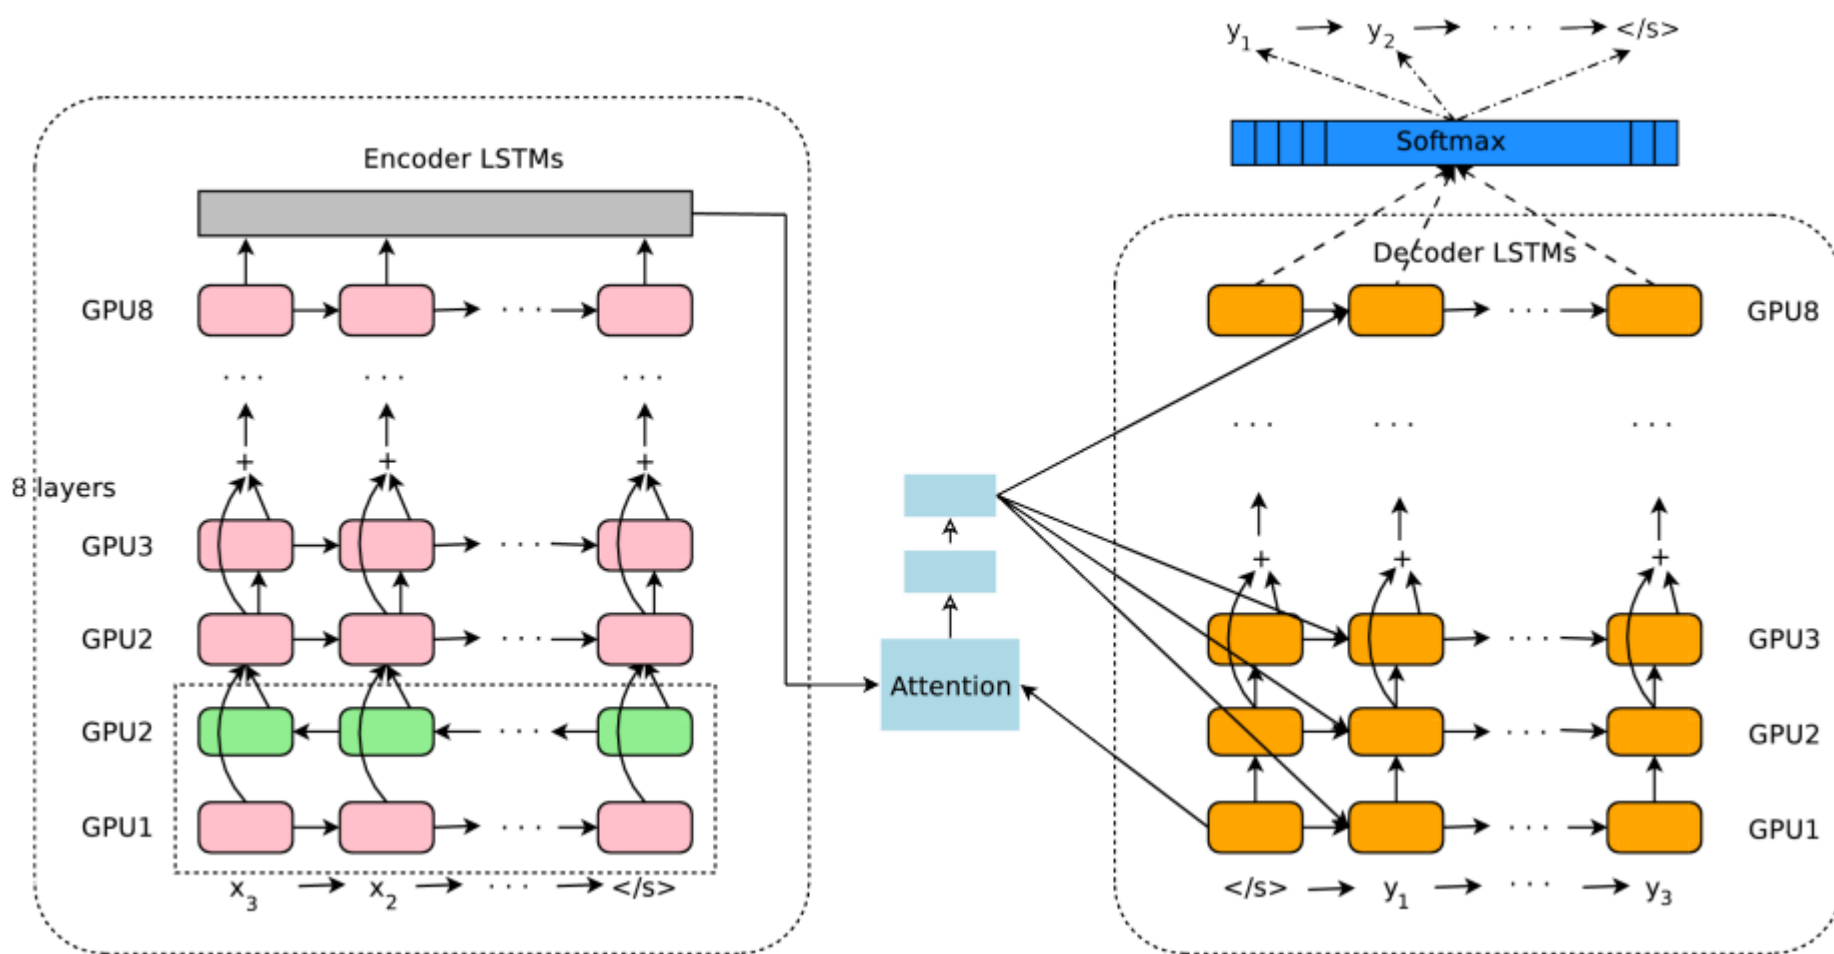 y1 → y2 → ··· → </s>
Softmax
Encoder LSTMs
Decoder LSTMs
GPU8
GPU8
··· ··· ···
··· ··· ···
+ + +
8 layers
GPU3
+ + +
GPU2
GPU3
Attention
GPU2
GPU2
GPU1
GPU1
x3 → x2 → ··· → </s>
</s> → y1 → ··· → y3